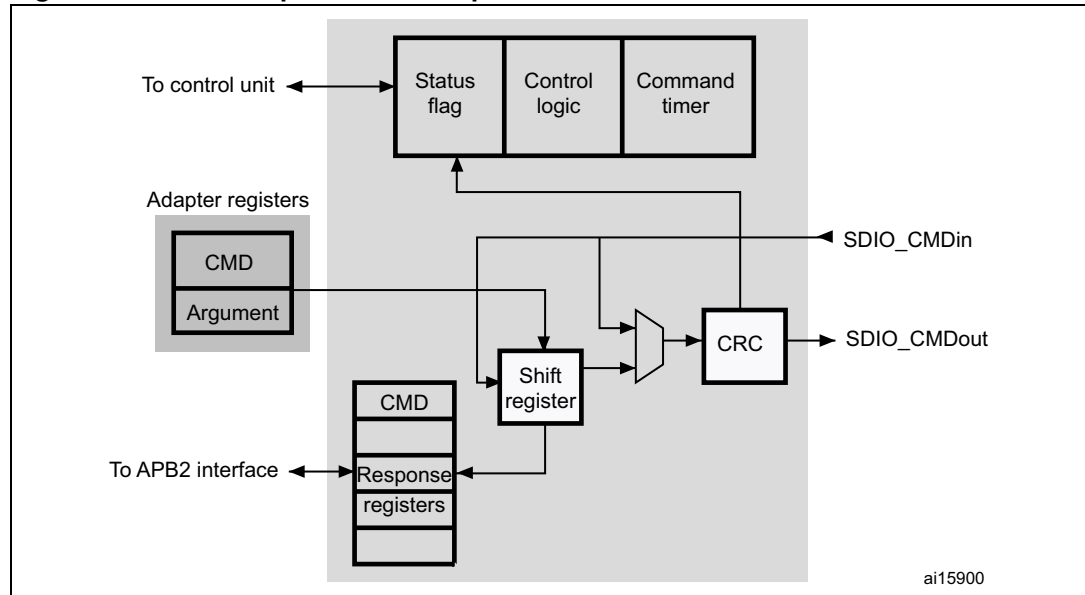 Status
flag
Control
logic
Command
timer
To control unit
Adapter registers
CMD
Argument
SDIO_CMDin
SDIO_CMDout
CRC
Shift
register
CMD
Response
registers
To APB2 interface
ai15900